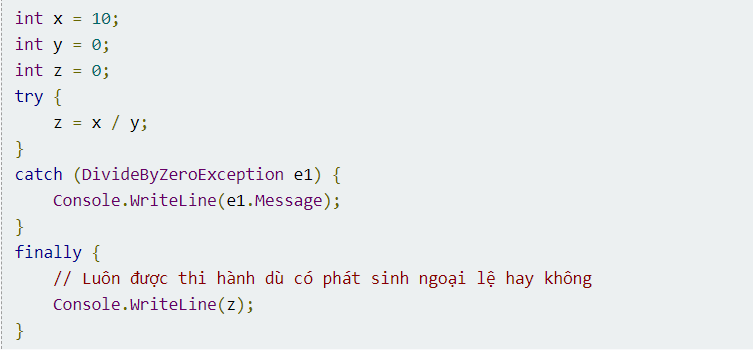 int x = 10;
int y = 0;
int z = 0;
try {
    z = x / y;
}
catch (DivideByZeroException e1) {
    Console.WriteLine(e1.Message);
}
finally {
    // Luôn được thi hành dù có phát sinh ngoại lệ hay không
    Console.WriteLine(z);
}